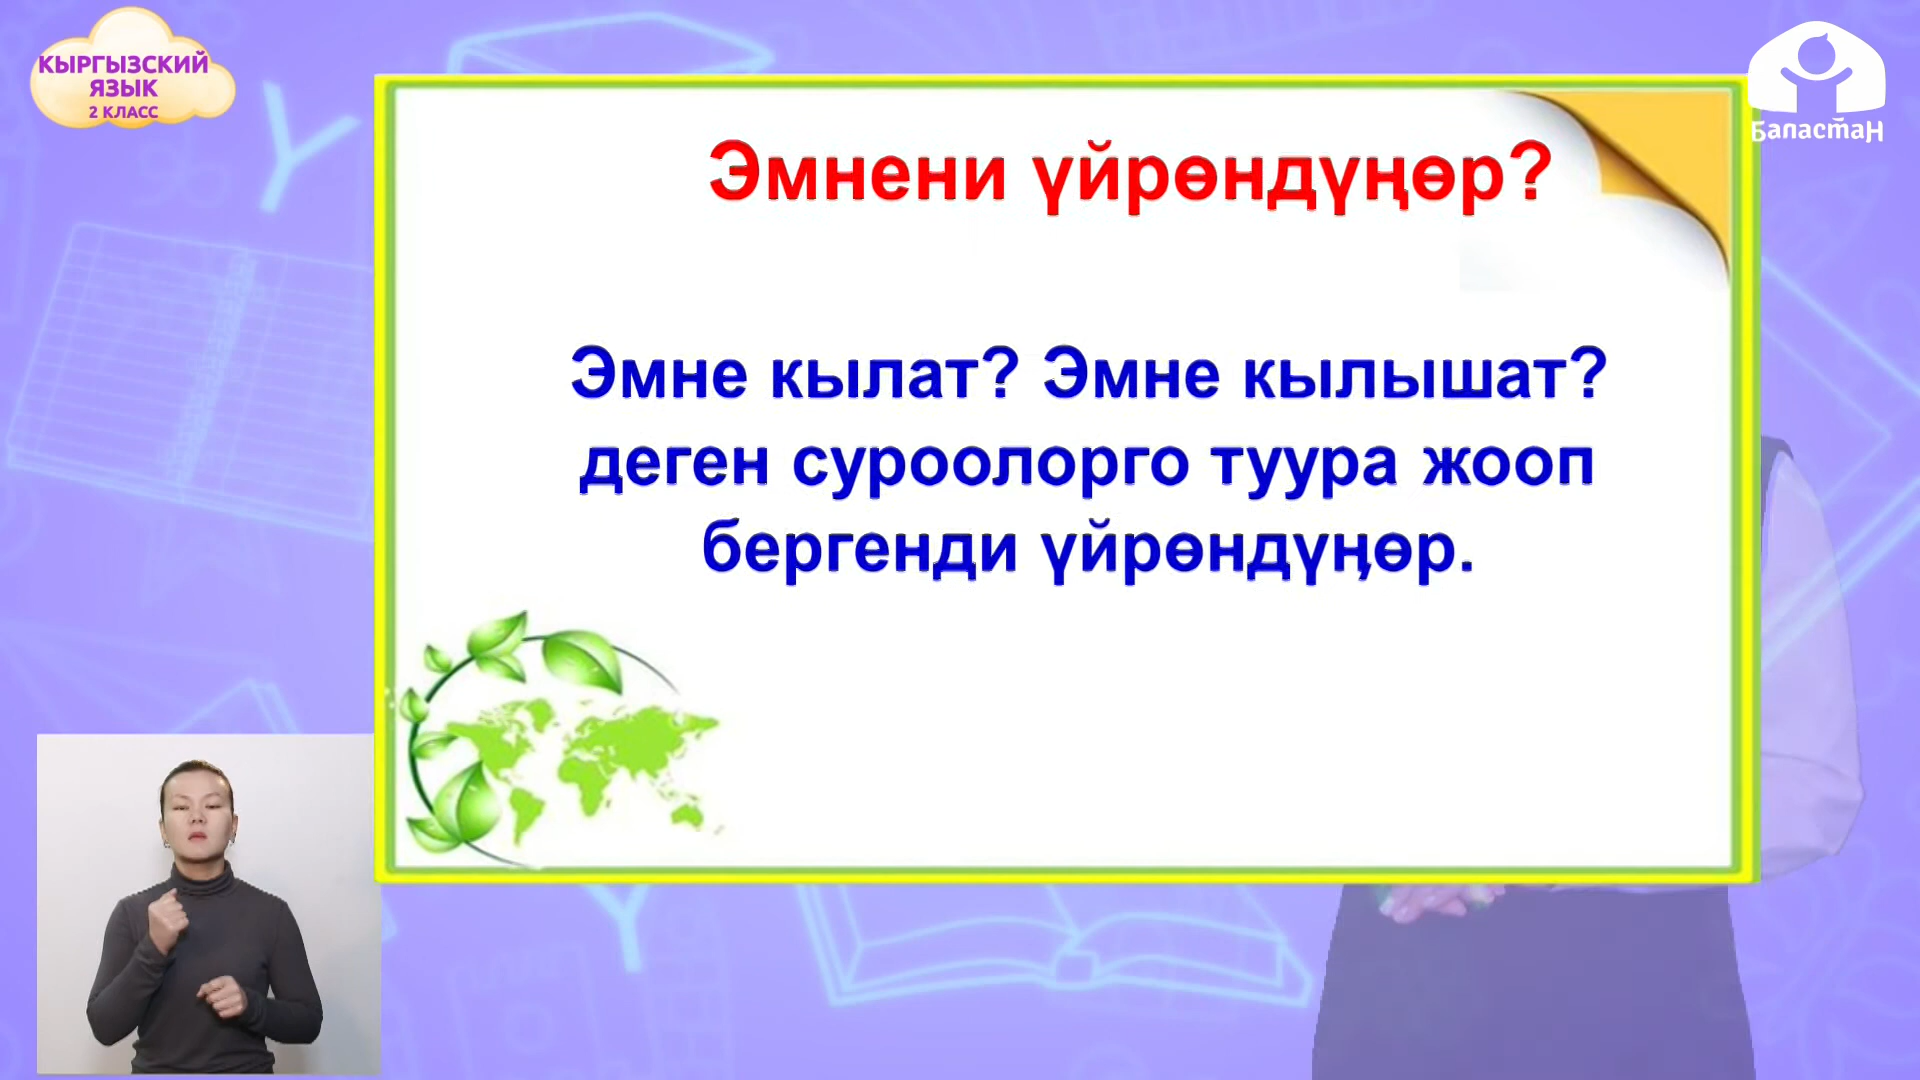 КЫРГЫЗСКИЙ
ЯЗЫК
2 КЛАСС
Баластан
Эмнени үйрөндүңөр?
Эмне кылат? Эмне кылышат?
деген суроолорго туура жооп
бергенди үйрөндүңөр.